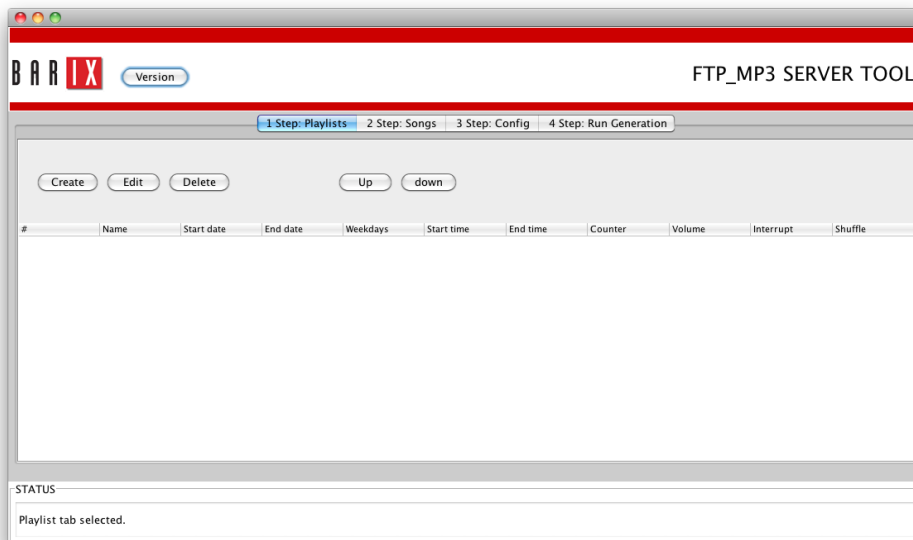 BARIX
Version
FTP_MP3 SERVER TOOL
1 Step: Playlists 2 Step: Songs 3 Step: Config 4 Step: Run Generation
Create Edit Delete Up down
# Name Start date End date Weekdays Start time End time Counter Volume Interrupt Shuffle
STATUS
Playlist tab selected.